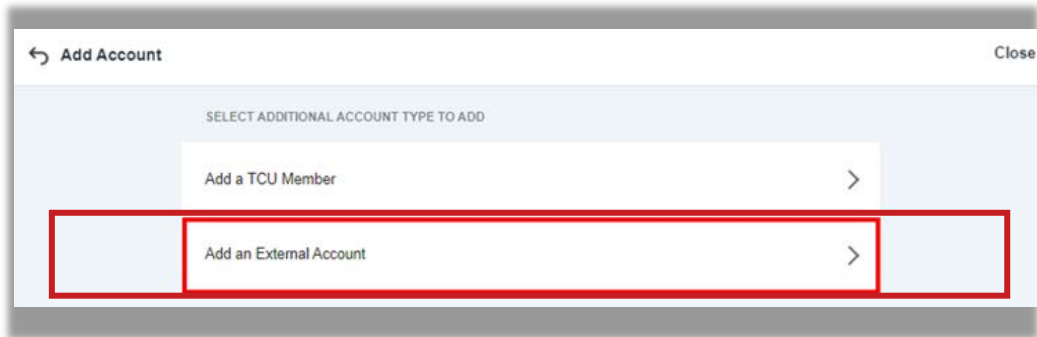 Add Account
Close
SELECT ADDITIONAL ACCOUNT TYPE TO ADD
Add a TCU Member
Add an External Account